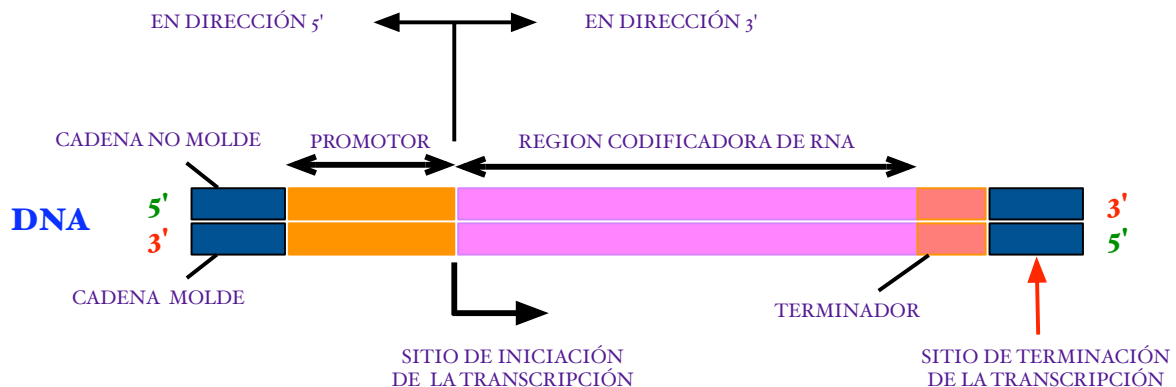 EN DIRECCIÓN 5'
EN DIRECCIÓN 3'
CADENA NO MOLDE
PROMOTOR
REGION CODIFICADORA DE RNA
5'
3'
DNA
3'
5'
CADENA MOLDE
TERMINADOR
SITIO DE INICIACIÓN
DE LA TRANSCRIPCIÓN
SITIO DE TERMINACIÓN
DE LA TRANSCRIPCIÓN